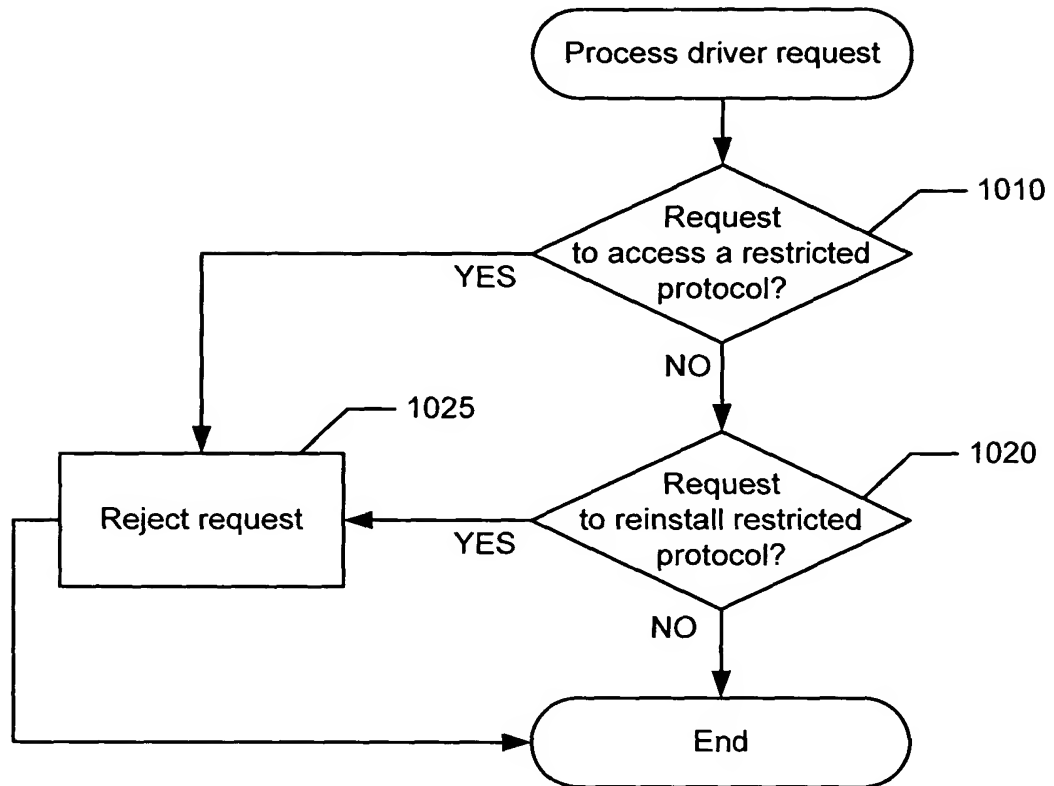 Process driver request
Request
to access a restricted
protocol?
1010
YES
NO
1025
Reject request
Request
to reinstall restricted
protocol?
1020
YES
NO
End